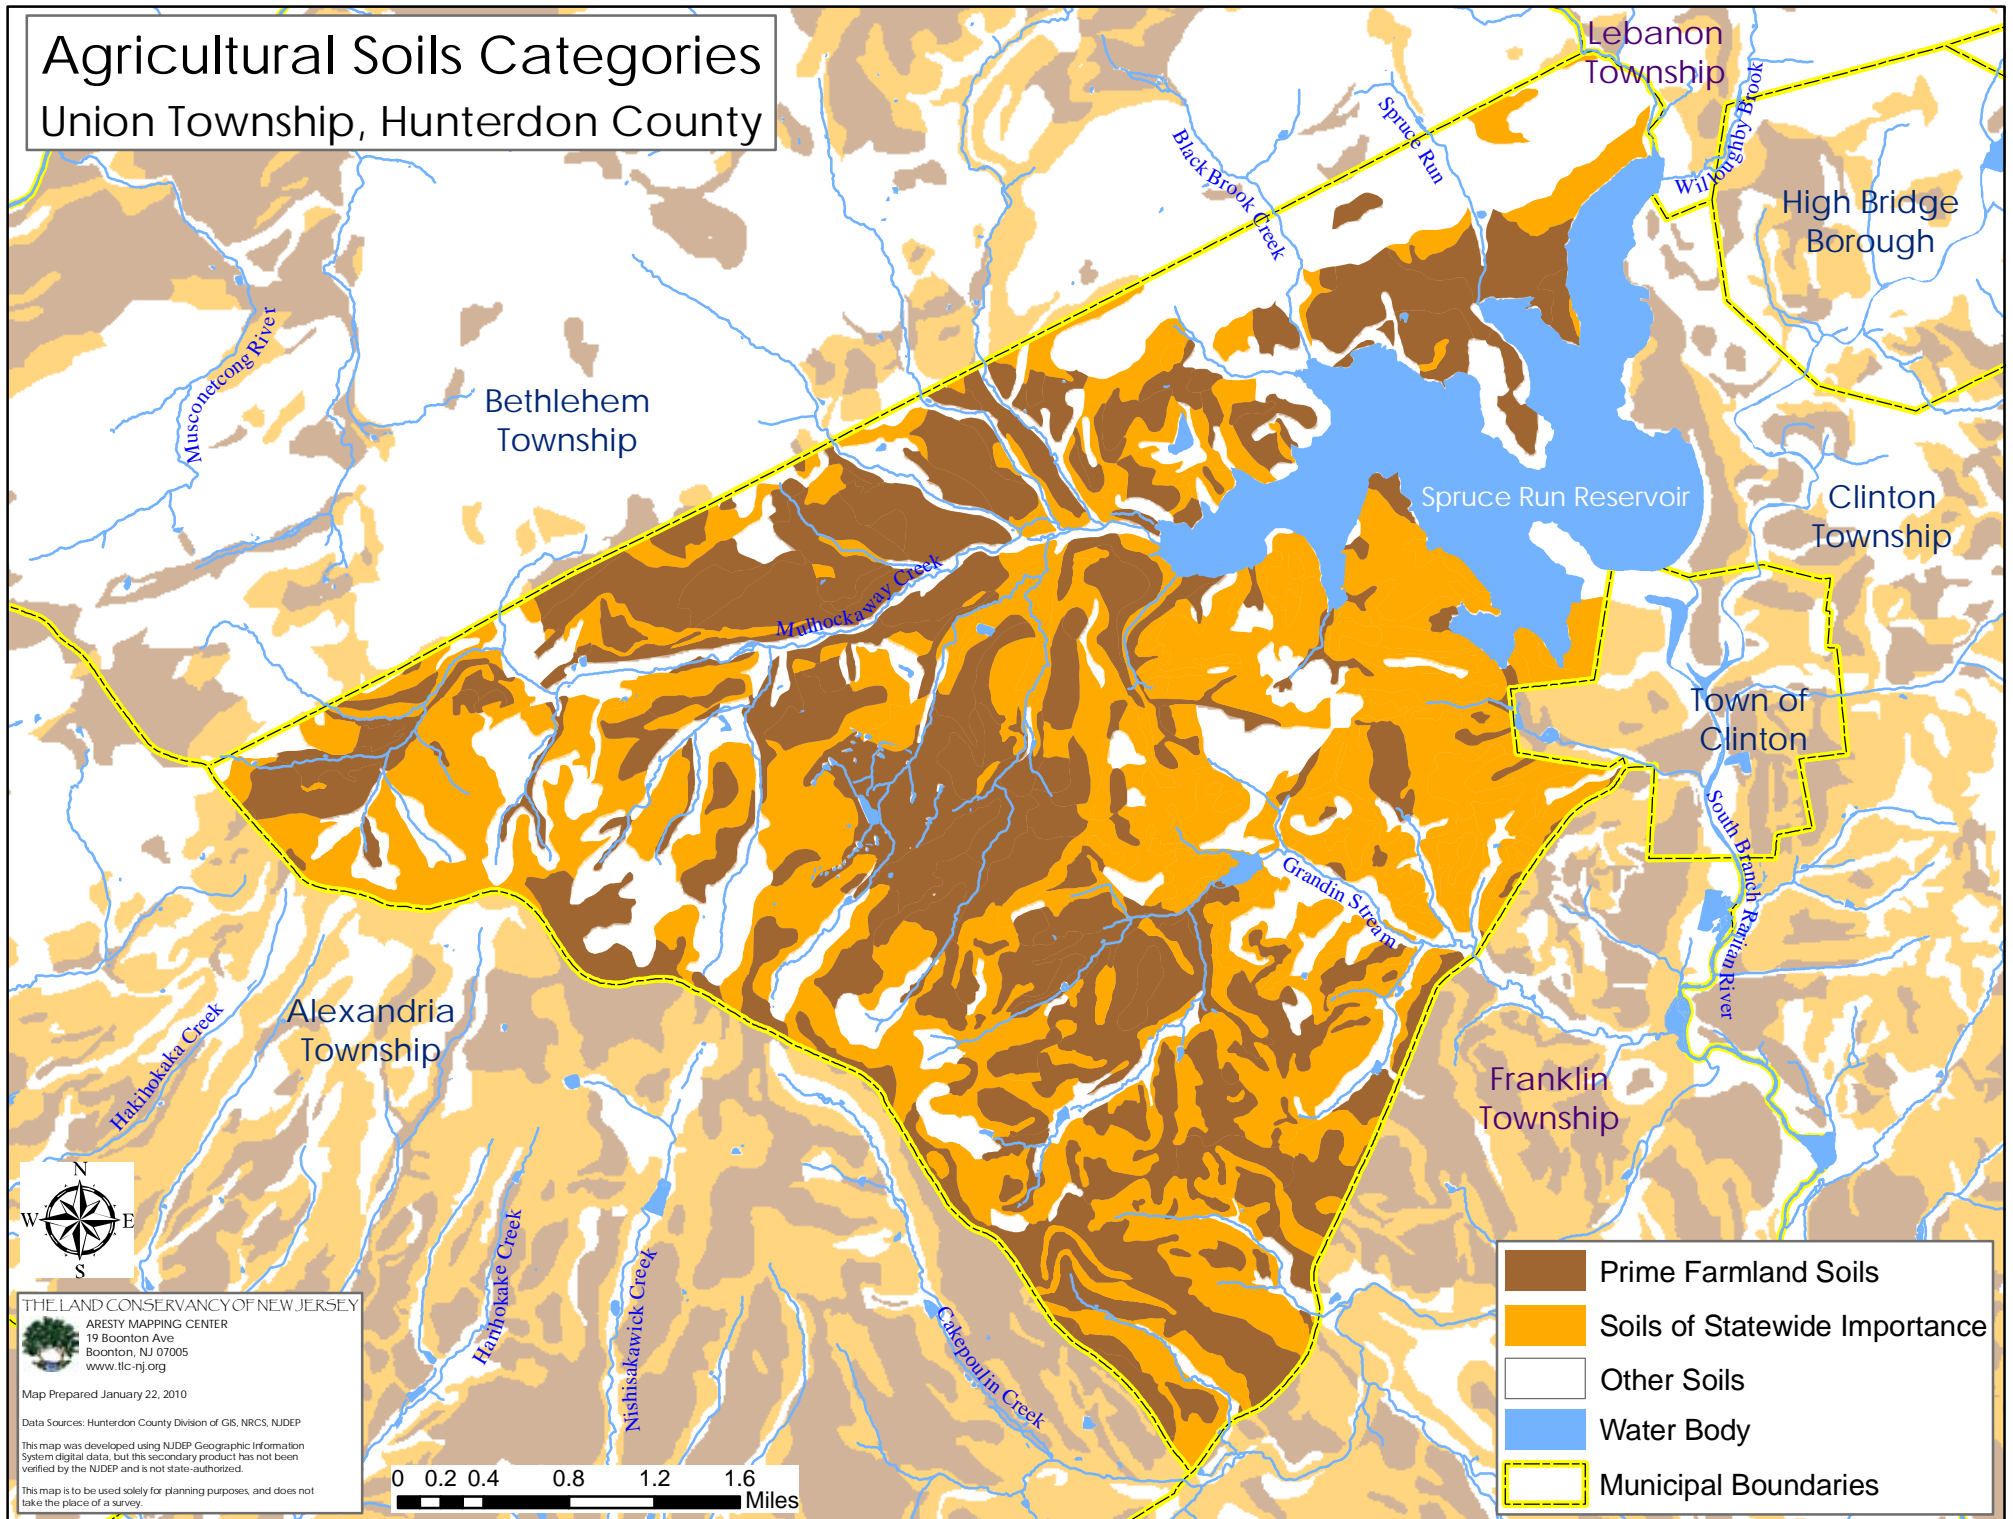 Agricultural Soils Categories
Union Township, Hunterdon County
Lebanon
Township
Willoughby Brook
Spruce Run
Black Brook Creek
High Bridge
Borough
Musconetcong River
Bethlehem
Township
Spruce Run Reservoir
Clinton
Township
Mulhockaway Creek
Town of
Clinton
South Branch Raritan River
Grandin Stream
Alexandria
Township
Hakihokaka Creek
Franklin
Township
Harihokake Creek
Nishisakawick Creek
Cakepoulin Creek
N
W
E
S
THE LAND CONSERVANCY OF NEW JERSEY
ARESTY MAPPING CENTER
19 Boonton Ave
Boonton, NJ 07005
www.tlc-nj.org
Map Prepared January 22, 2010
Data Sources: Hunterdon County Division of GIS, NRCS, NJDEP
This map was developed using NJDEP Geographic Information
System digital data, but this secondary product has not been
verified by the NJDEP and is not state-authorized.
This map is to be used solely for planning purposes, and does not
take the place of a survey.
0 0.2 0.4 0.8 1.2 1.6
Miles
Prime Farmland Soils
Soils of Statewide Importance
Other Soils
Water Body
Municipal Boundaries